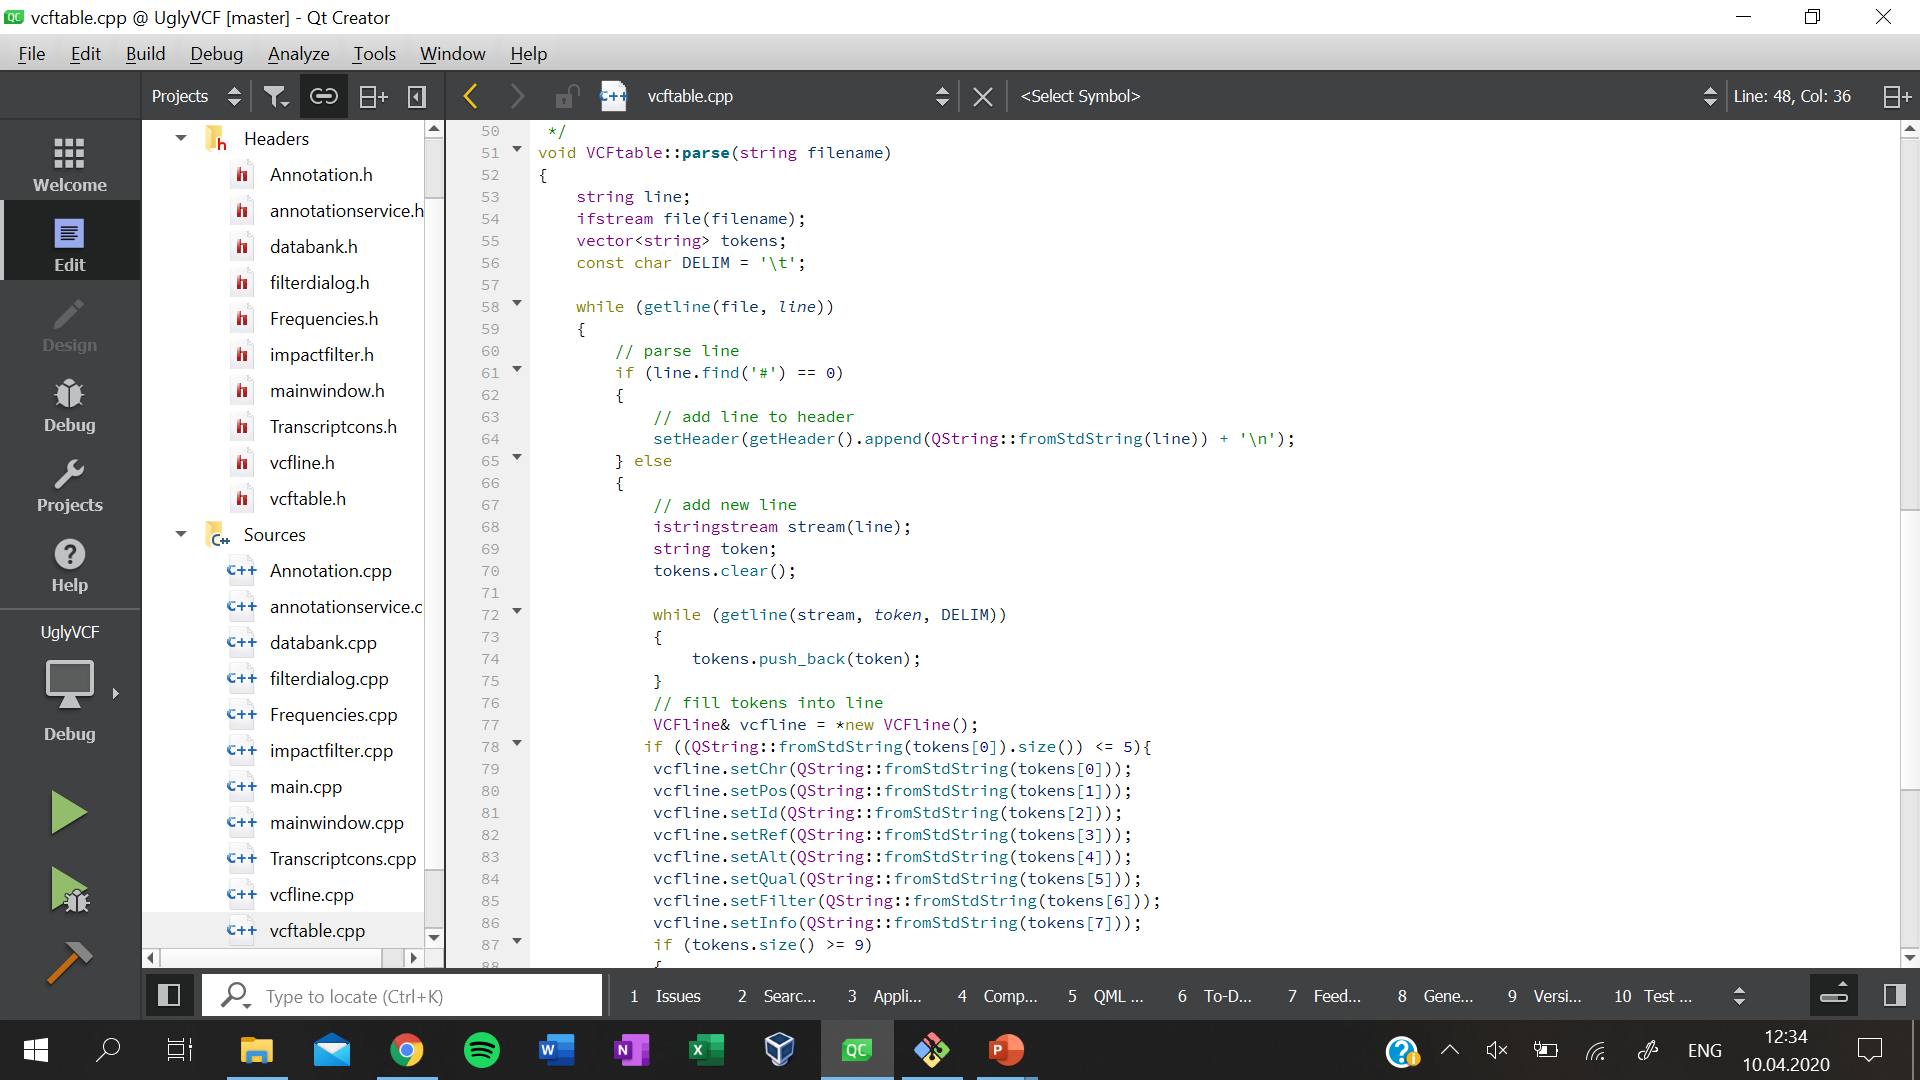 QC vcftable.cpp @ UglyVCF [master] - Qt Creator
File Edit Build Debug Analyze Tools Window Help
Projects
C++ vcftable.cpp
<Select Symbol>
Line: 48, Col: 36
Welcome
Edit
Design
Debug
Projects
Help
UglyVCF
Debug
h Headers
h Annotation.h
h annotationservice.h
h databank.h
h filterdialog.h
h Frequencies.h
h impactfilter.h
h mainwindow.h
h Transcriptcons.h
h vcfline.h
h vcftable.h
C++ Sources
C++ Annotation.cpp
C++ annotationservice.c
C++ databank.cpp
C++ filterdialog.cpp
C++ Frequencies.cpp
C++ impactfilter.cpp
C++ main.cpp
C++ mainwindow.cpp
C++ Transcriptcons.cpp
C++ vcfline.cpp
C++ vcftable.cpp
50 */
51 void VCFtable::parse(string filename)
52 {
53 string line;
54 ifstream file(filename);
55 vector<string> tokens;
56 const char DELIM = '\t';
57
58 while (getline(file, line))
59 {
60 // parse line
61 if (line.find('#') == 0)
62 {
63 // add line to header
64 setHeader(getHeader().append(QString::fromStdString(line)) + '\n');
65 } else
66 {
67 // add new line
68 istringstream stream(line);
69 string token;
70 tokens.clear();
71
72 while (getline(stream, token, DELIM))
73 {
74 tokens.push_back(token);
75 }
76 // fill tokens into line
77 VCFline& vcfline = *new VCFline();
78 if ((QString::fromStdString(tokens[0]).size()) <= 5){
79 vcfline.setChr(QString::fromStdString(tokens[0]));
80 vcfline.setPos(QString::fromStdString(tokens[1]));
81 vcfline.setId(QString::fromStdString(tokens[2]));
82 vcfline.setRef(QString::fromStdString(tokens[3]));
83 vcfline.setAlt(QString::fromStdString(tokens[4]));
84 vcfline.setQual(QString::fromStdString(tokens[5]));
85 vcfline.setFilter(QString::fromStdString(tokens[6]));
86 vcfline.setInfo(QString::fromStdString(tokens[7]));
87 if (tokens.size() >= 9)
88 {
Type to locate (Ctrl+K)
1 Issues 2 Searc... 3 Appli... 4 Comp... 5 QML ... 6 To-D... 7 Feed... 8 Gene... 9 Versi... 10 Test ...
W N X QC P
ENG
12:34
10.04.2020